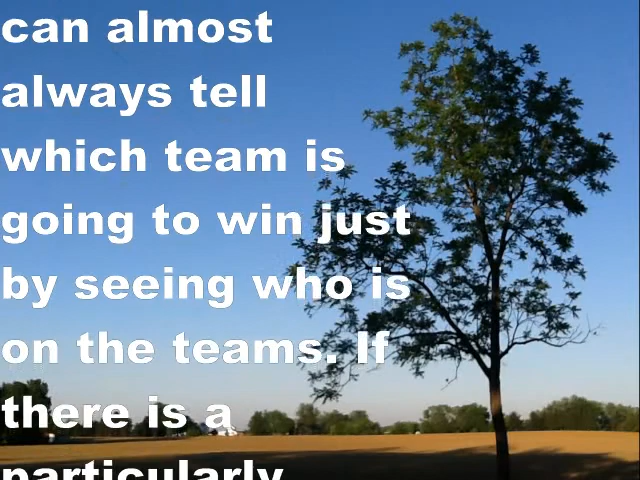 can almost
always tell
which team is
going to win just
by seeing who is
on the teams. If
there is a
particularly